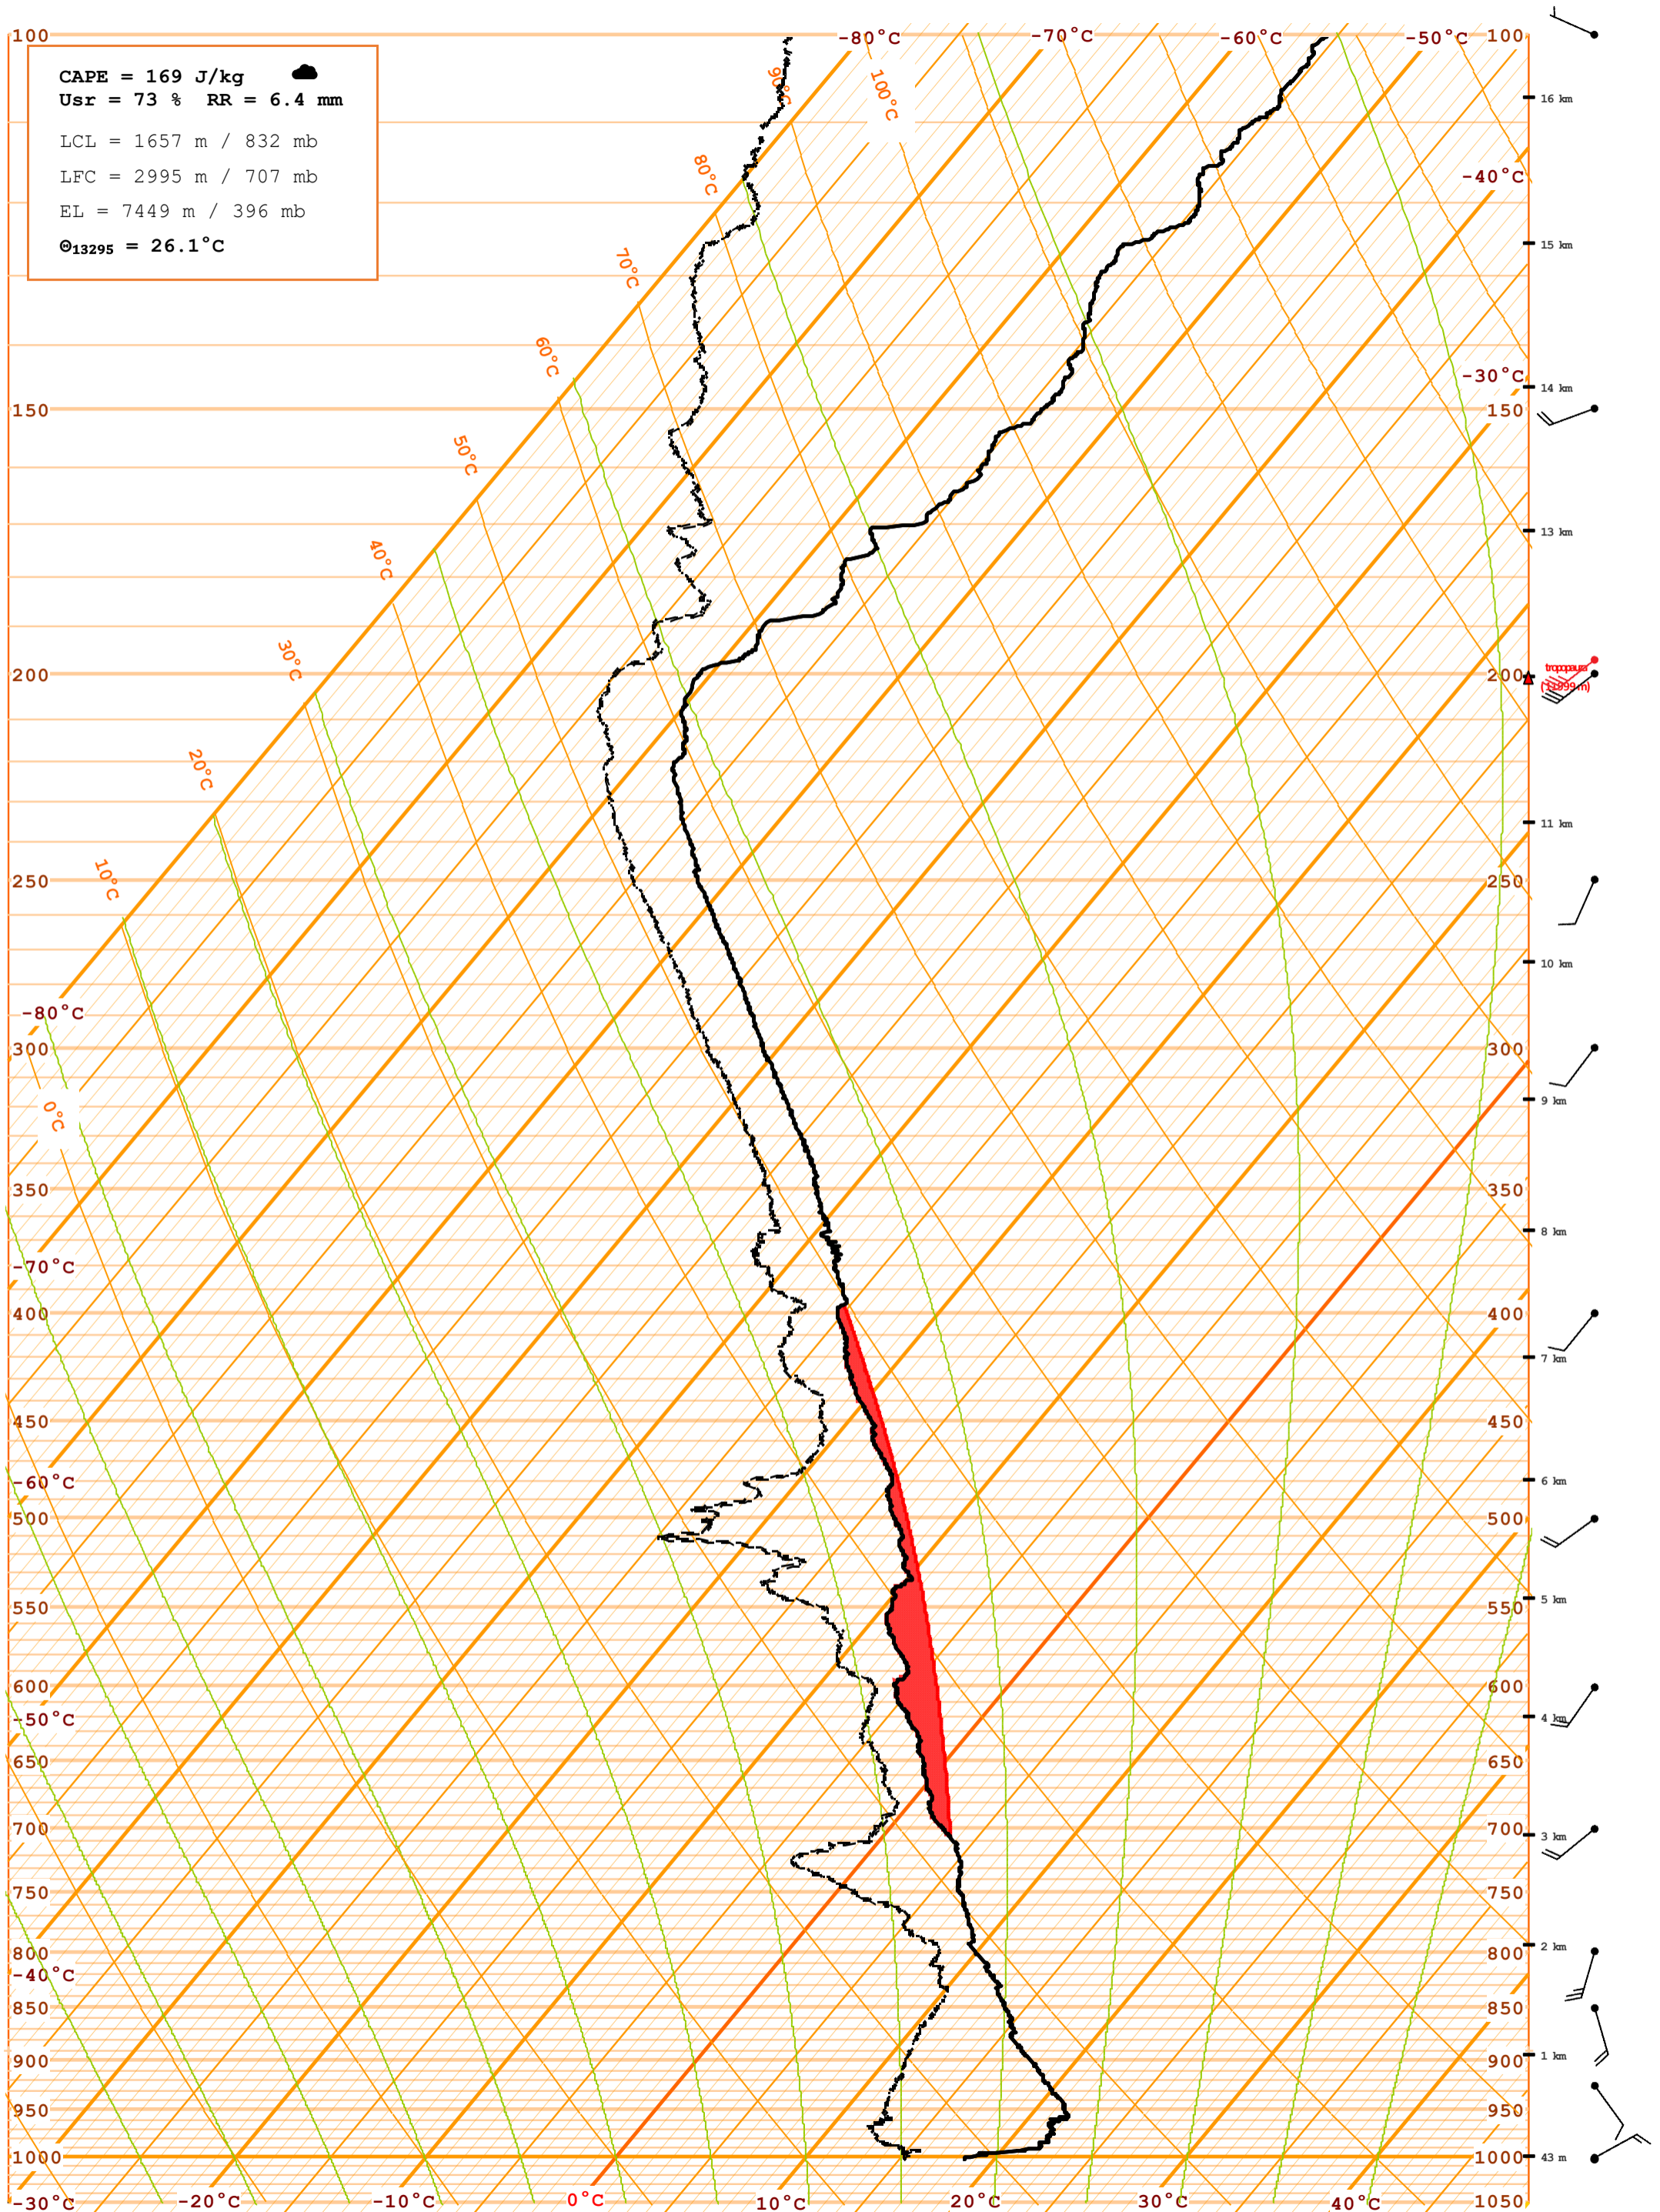 100 -80°C -70°C -60°C -50°C 100
CAPE = 169 J/kg
Usr = 73 % RR = 6.4 mm
LCL = 1657 m / 832 mb
LFC = 2995 m / 707 mb
EL = 7449 m / 396 mb
Θ13295 = 26.1°C
90°C 100°C
16 km
80°C -40°C
15 km
70°C
60°C -30°C
14 km
150 150
50°C
13 km
40°C
30°C
200 200 tropopauza
(11999 m)
20°C
11 km
10°C
250 250
10 km
-80°C
300 300
0°C
9 km
350 350
8 km
-70°C
400 400
7 km
450 450
-60°C 6 km
500 500
550 550 5 km
600 600
-50°C 4 km
650 650
700 700
3 km
750 750
800 800 2 km
-40°C
850 850
900 900 1 km
950 950
1000 1000 43 m
-30°C -20°C -10°C 0°C 10°C 20°C 30°C 40°C 1050